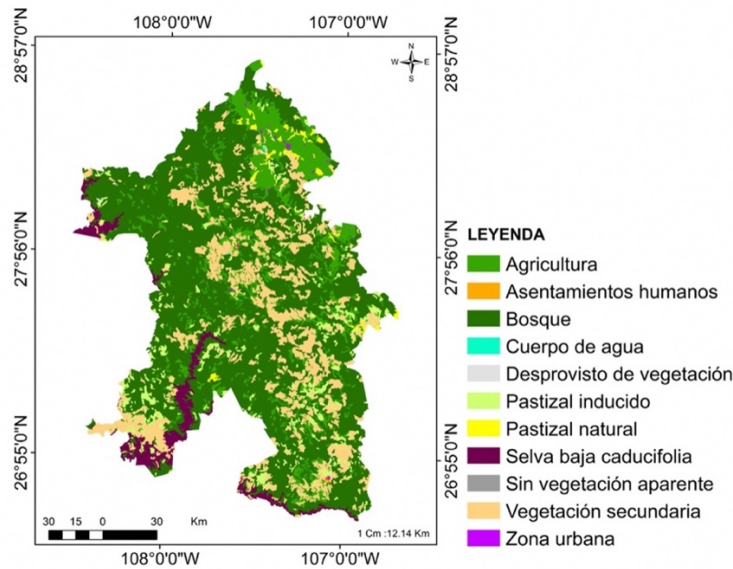 108°0'0"W 107°0'0"W
28°57'0"N
28°57'0"N
N
W E
S
27°56'0"N
27°56'0"N
26°55'0"N
26°55'0"N
LEYENDA
Agricultura
Asentamientos humanos
Bosque
Cuerpo de agua
Desprovisto de vegetación
Pastizal inducido
Pastizal natural
Selva baja caducifolia
Sin vegetación aparente
Vegetación secundaria
Zona urbana
30 15 0 30 Km
1 Cm :12.14 Km
108°0'0"W 107°0'0"W